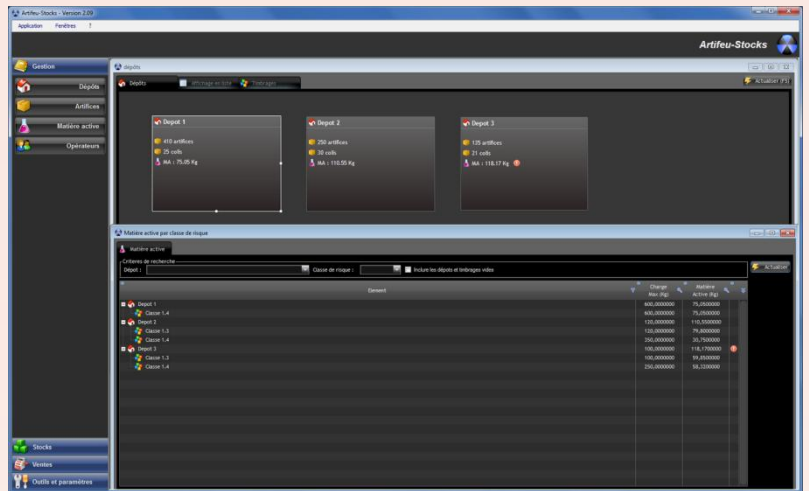 Artifeu-Stocks - Version 2.09
Application Fenêtres ?
Artifeu-Stocks
Gestion
Dépôts
Artifices
Matière active
Opérateurs
Stocks
Ventes
Outils et paramètres
dépôts
Dépôts Affichage en liste Timbrages
Actualiser (F5)
Depot 1
410 artifices
25 colis
MA : 75.05 Kg
Depot 2
250 artifices
30 colis
MA : 110.55 Kg
Depot 3
135 artifices
21 colis
MA : 118.17 Kg
Matière active par classe de risque
Matière active
Critères de recherche
Dépot : Classe de risque : Inclure les dépots et timbrages vides
Actualiser
Element Charge Max (Kg) Matière Active (Kg)
Depot 1 600,0000000 75,0500000
Classe 1.4 600,0000000 75,0500000
Depot 2 120,0000000 110,5500000
Classe 1.3 120,0000000 79,8000000
Classe 1.4 350,0000000 30,7500000
Depot 3 100,0000000 118,1700000
Classe 1.3 100,0000000 59,8500000
Classe 1.4 250,0000000 58,3200000